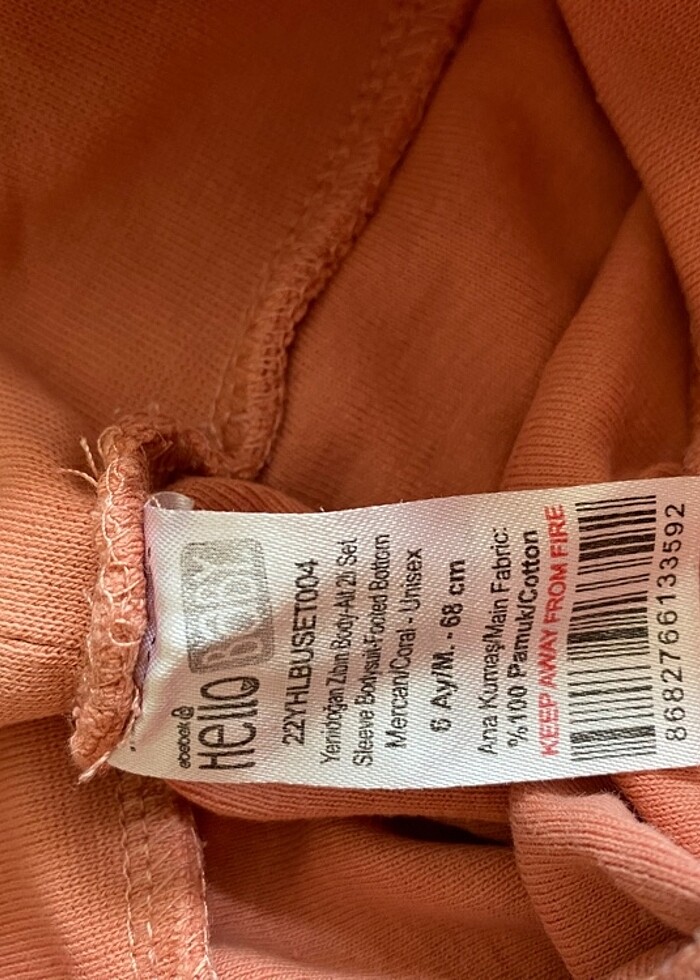 ebebek
Hello
BABY
22YHLBUSET004
Yenidoğan Zıbın Body-Alt 2li Set
Sleeve Bodysuit-Footed Bottom
Mercan/Coral - Unisex
6 Ay/M. - 68 cm
Ana Kumaş/Main Fabric:
%100 Pamuk/Cotton
KEEP AWAY FROM FIRE
8682766133592